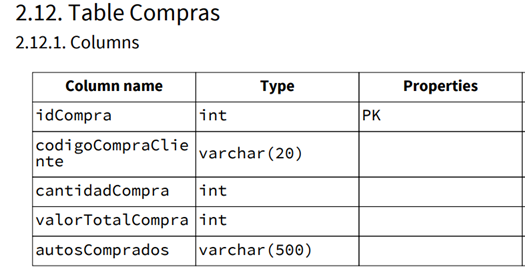 2.12. Table Compras
2.12.1. Columns
Column name Type Properties
idCompra int PK
codigoCompraClie
nte varchar(20)
cantidadCompra int
valorTotalCompra int
autosComprados varchar(500)